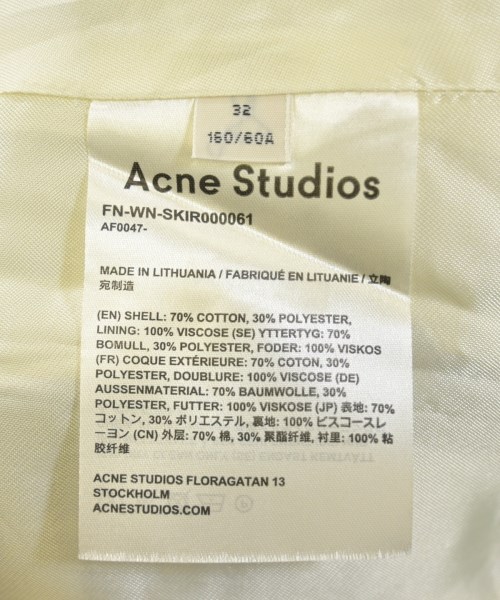 32
160/60A
Acne Studios
FN-WN-SKIR000061
AF0047-
MADE IN LITHUANIA / FABRIQUÉ EN LITUANIE / 立陶
宛制造
(EN) SHELL: 70% COTTON, 30% POLYESTER,
LINING: 100% VISCOSE (SE) YTTERTYG: 70%
BOMULL, 30% POLYESTER, FODER: 100% VISKOS
(FR) COQUE EXTÉRIEURE: 70% COTON, 30%
POLYESTER, DOUBLURE: 100% VISCOSE (DE)
AUSSENMATERIAL: 70% BAUMWOLLE, 30%
POLYESTER, FUTTER: 100% VISKOSE (JP) 表地: 70%
コットン, 30% ポリエステル, 裏地: 100% ビスコースレ
ーヨン (CN) 外层: 70% 棉, 30% 聚酯纤维, 衬里: 100% 粘
胶纤维
ACNE STUDIOS FLORAGATAN 13
STOCKHOLM
ACNESTUDIOS.COM